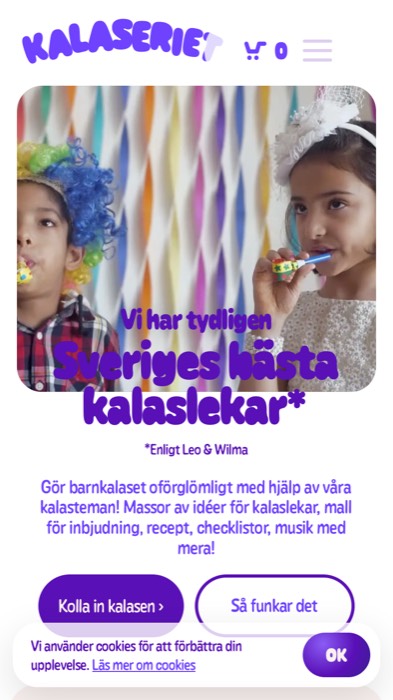 KALASERIET
0
Vi har tydligen
Sveriges bästa
kalaslekar*
*Enligt Leo & Wilma
Gör barnkalaset oförglömligt med hjälp av våra
kalasteman! Massor av idéer för kalaslekar, mall
för inbjudning, recept, checklistor, musik med
mera!
Kolla in kalasen ›
Så funkar det
Vi använder cookies för att förbättra din
upplevelse. Läs mer om cookies
OK